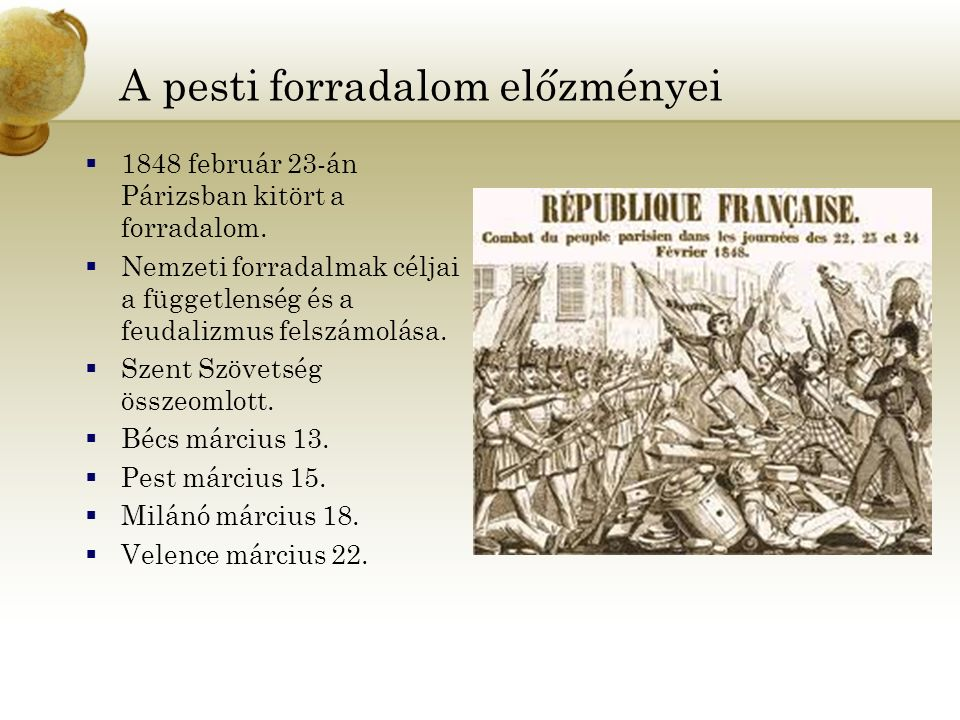 A pesti forradalom előzményei
▪ 1848 február 23-án
Párizsban kitört a
forradalom.
▪ Nemzeti forradalmak céljai
a függetlenség és a
feudalizmus felszámolása.
▪ Szent Szövetség
összeomlott.
▪ Bécs március 13.
▪ Pest március 15.
▪ Milánó március 18.
▪ Velence március 22.
RÉPUBLIQUE FRANÇAISE.
Combat du peuple parisien dans les journées des 22, 23 et 24
Février 1848.